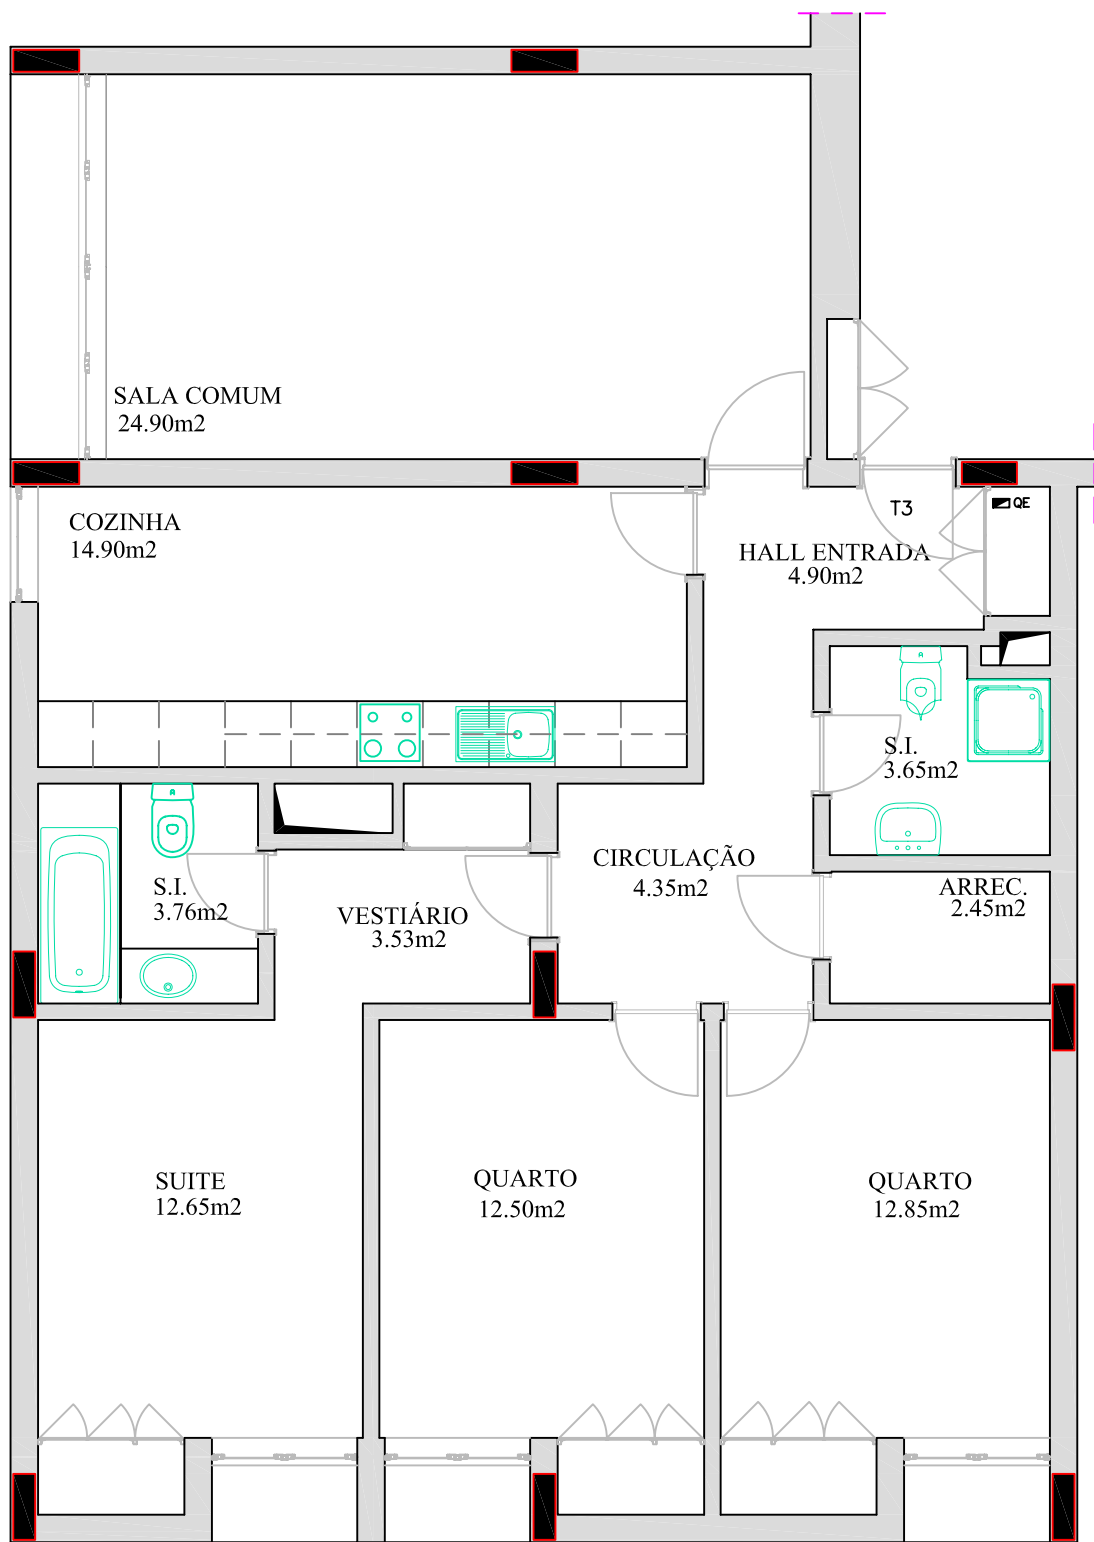 SALA COMUM
24.90m2
COZINHA
14.90m2
T3
QE
HALL ENTRADA
4.90m2
S.I.
3.65m2
CIRCULAÇÃO
4.35m2
ARREC.
2.45m2
S.I.
3.76m2
VESTIÁRIO
3.53m2
SUITE
12.65m2
QUARTO
12.50m2
QUARTO
12.85m2